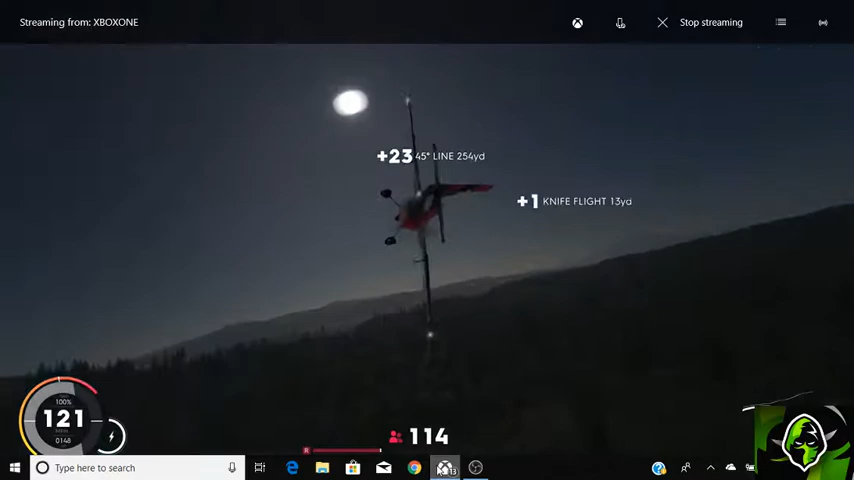 Streaming from: XBOXONE
Stop streaming
+23 45° LINE 254yd
+1 KNIFE FLIGHT 13yd
100%
121
0148
R
114
Type here to search
13